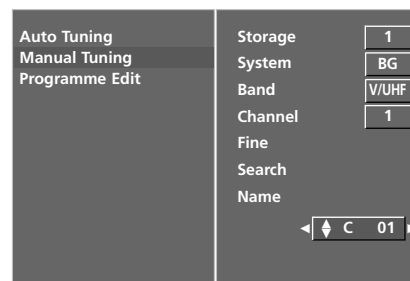 Auto Tuning
Manual Tuning
Programme Edit
Storage 1
System BG
Band V/UHF
Channel 1
Fine
Search
Name
C 01